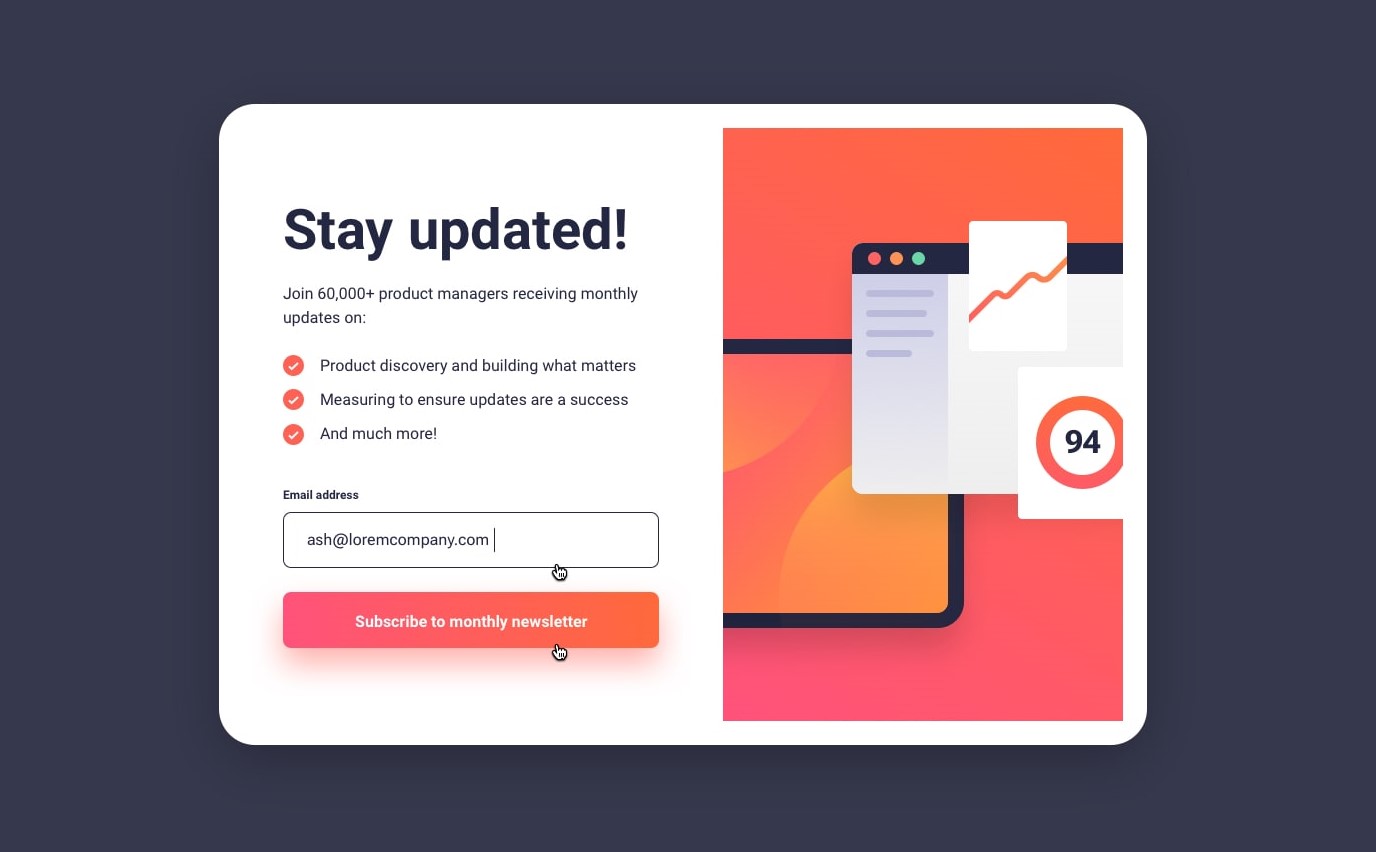 Stay updated!
Join 60,000+ product managers receiving monthly
updates on:
Product discovery and building what matters
Measuring to ensure updates are a success
And much more!
Email address
ash@loremcompany.com
Subscribe to monthly newsletter
94